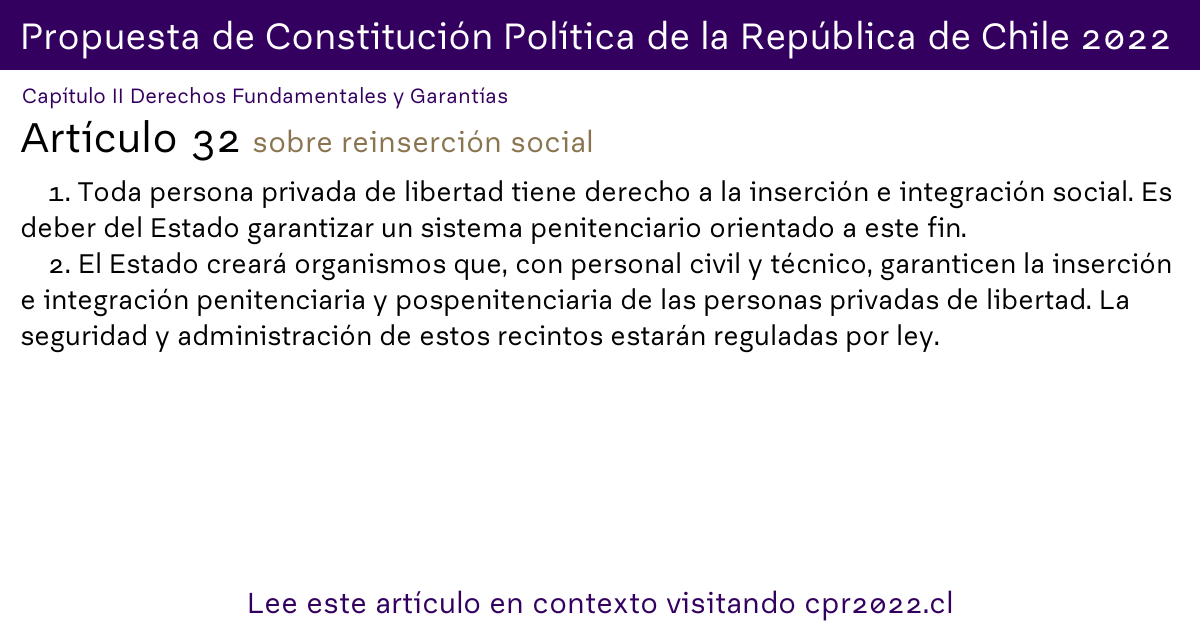 Propuesta de Constitución Política de la República de Chile 2022
Capítulo II Derechos Fundamentales y Garantías
Artículo 32 sobre reinserción social
1. Toda persona privada de libertad tiene derecho a la inserción e integración social. Es
deber del Estado garantizar un sistema penitenciario orientado a este fin.
2. El Estado creará organismos que, con personal civil y técnico, garanticen la inserción
e integración penitenciaria y pospenitenciaria de las personas privadas de libertad. La
seguridad y administración de estos recintos estarán reguladas por ley.
Lee este artículo en contexto visitando cpr2022.cl